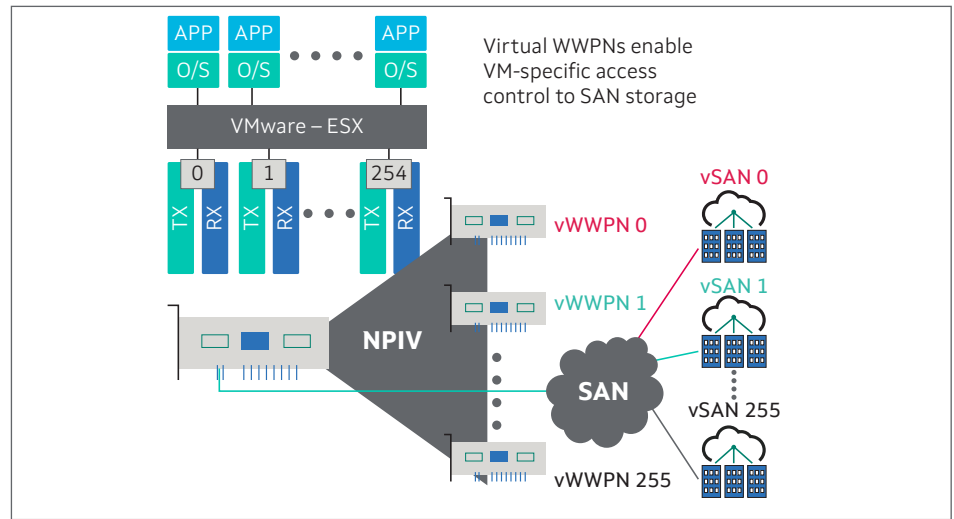 APP APP APP
O/S O/S O/S
Virtual WWPNs enable
VM-specific access
control to SAN storage
VMware – ESX
0 1 254
TX RX TX RX TX RX
vWWPN 0
vSAN 0
vWWPN 1
vSAN 1
NPIV
SAN
vSAN 255
vWWPN 255